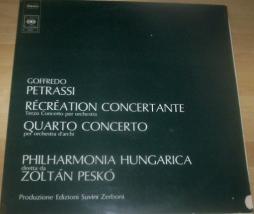 CBS
GOFFREDO
PETRASSI
RÉCRÉATION CONCERTANTE
Terzo Concerto per orchestra
QUARTO CONCERTO
per orchestra d'archi
PHILHARMONIA HUNGARICA
diretta da
ZOLTÁN PESKÓ
Produzione Edizioni Suvini Zerboni